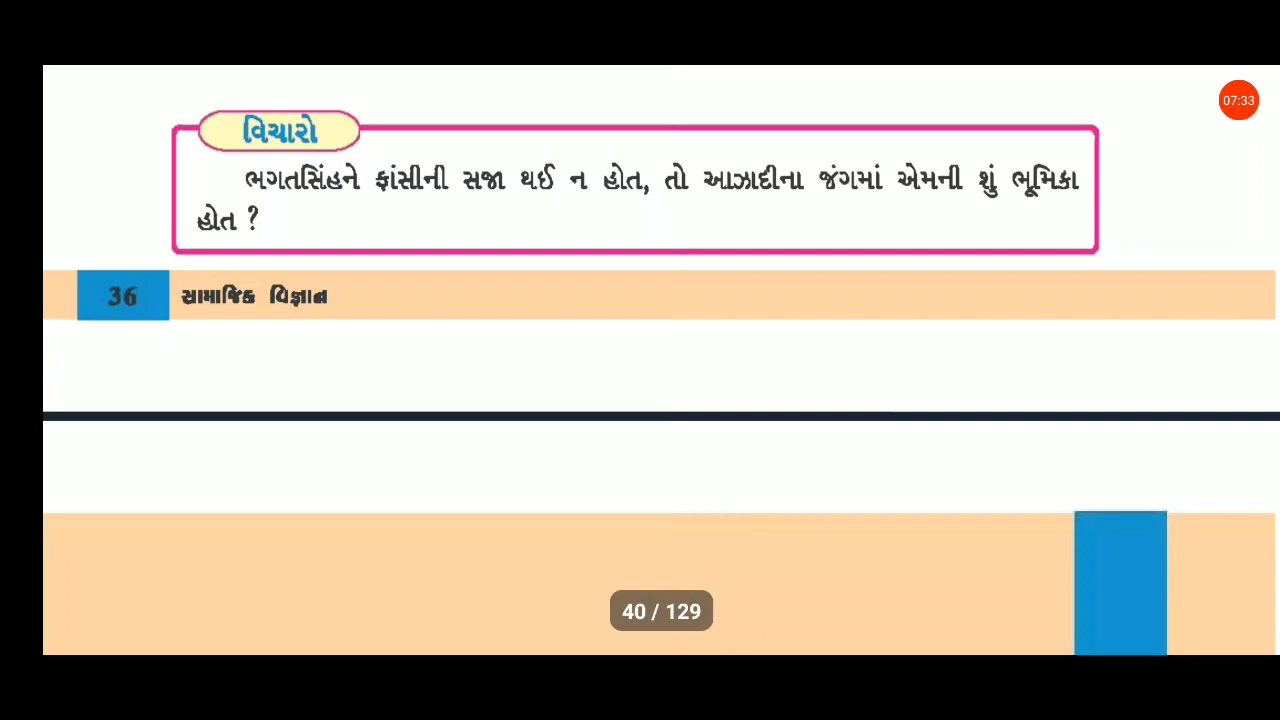 07:33
વિચારો
ભગતસિંહને ફાંસીની સજા થઈ ન હોત, તો આઝાદીના જંગમાં એમની શું ભૂમિકા
હોત ?
36 સામાજિક વિજ્ઞાન
40 / 129